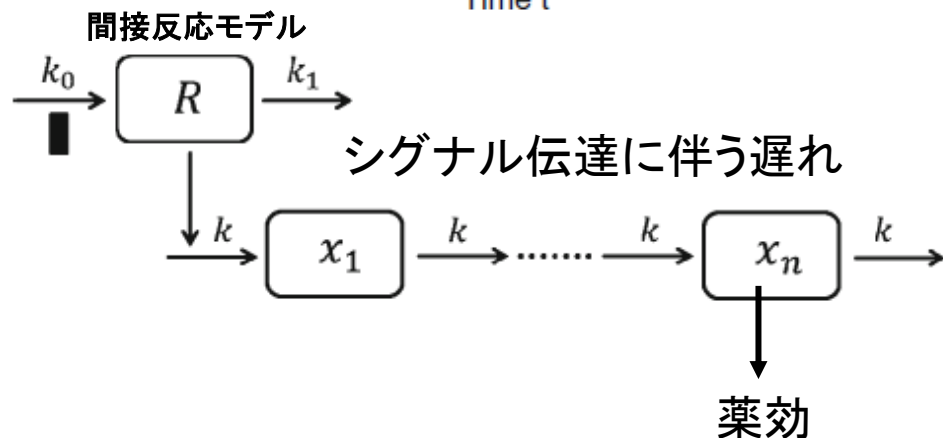 Time t
間接反応モデル
k₀
R
k₁
シグナル伝達に伴う遅れ
k
x₁
k
.......
k
xₙ
k
薬効